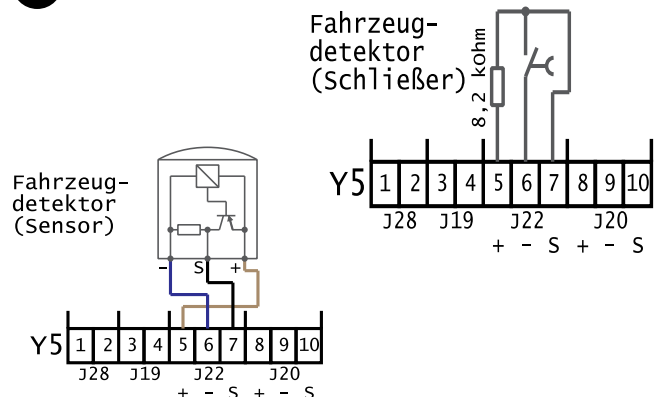 Fahrzeug-
detektor
(Schließer)
8,2 kOhm
Y5 1 2 3 4 5 6 7 8 9 10
J28 J19 J22 J20
+ - S + - S
Fahrzeug-
detektor
(Sensor)
- S +
Y5 1 2 3 4 5 6 7 8 9 10
J28 J19 J22 J20
+ - S + - S